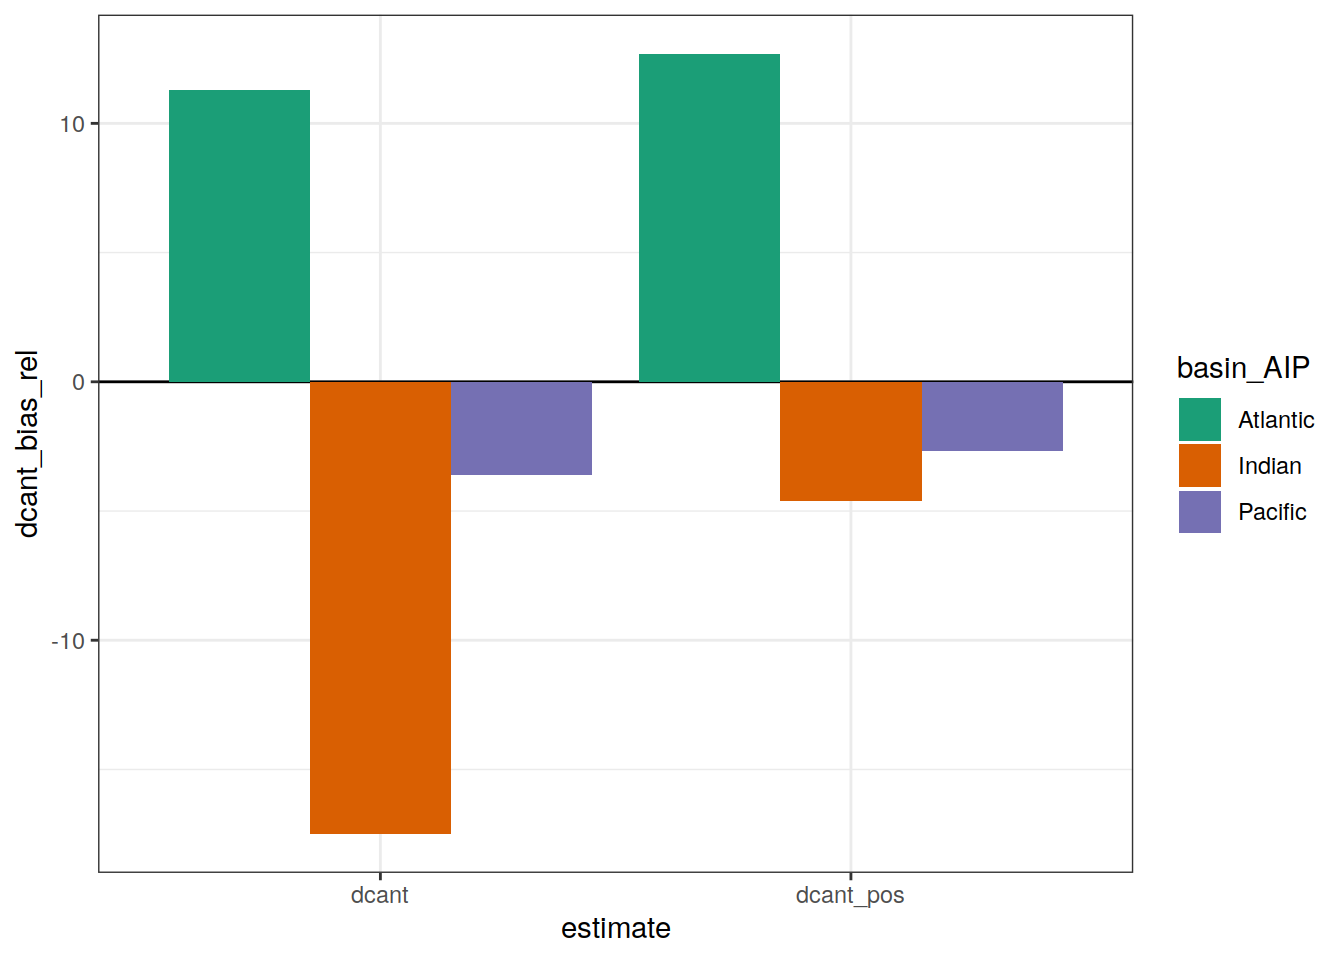 10
0
-10
dcant_bias_rel
dcant
dcant_pos
estimate
basin_AIP
Atlantic
Indian
Pacific